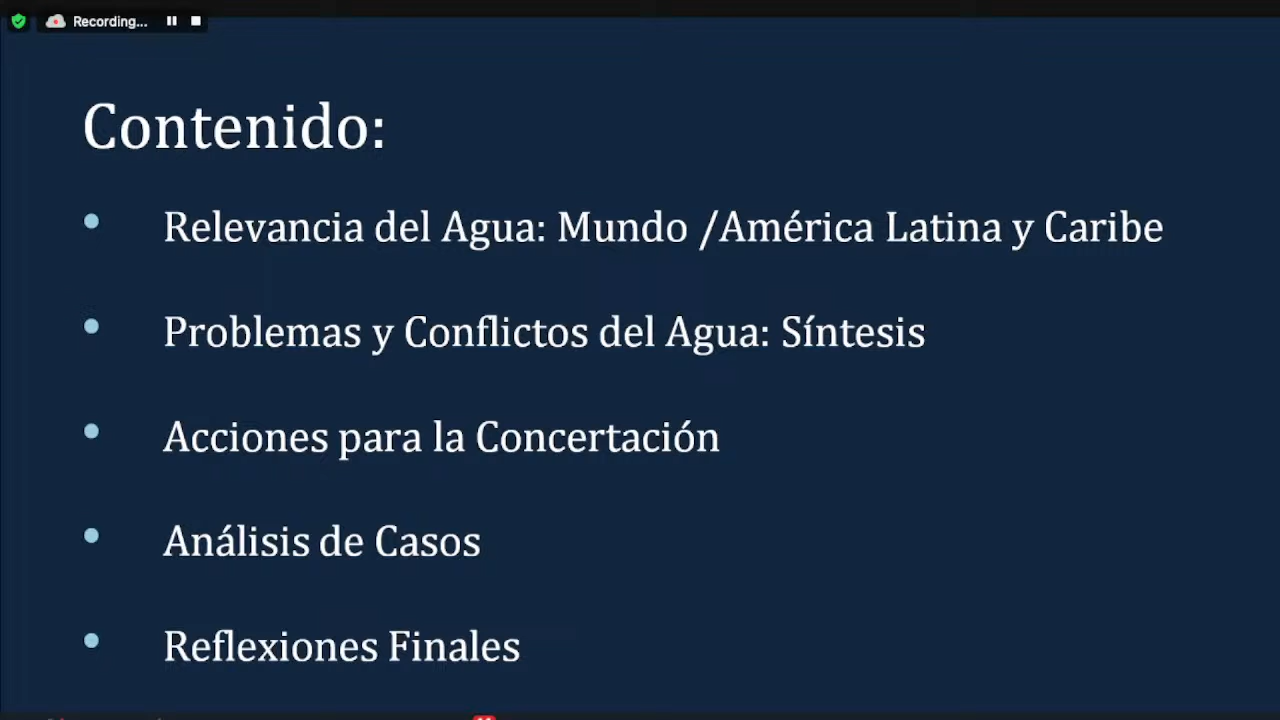 Recording...
Contenido:
• Relevancia del Agua: Mundo /América Latina y Caribe
• Problemas y Conflictos del Agua: Síntesis
• Acciones para la Concertación
• Análisis de Casos
• Reflexiones Finales